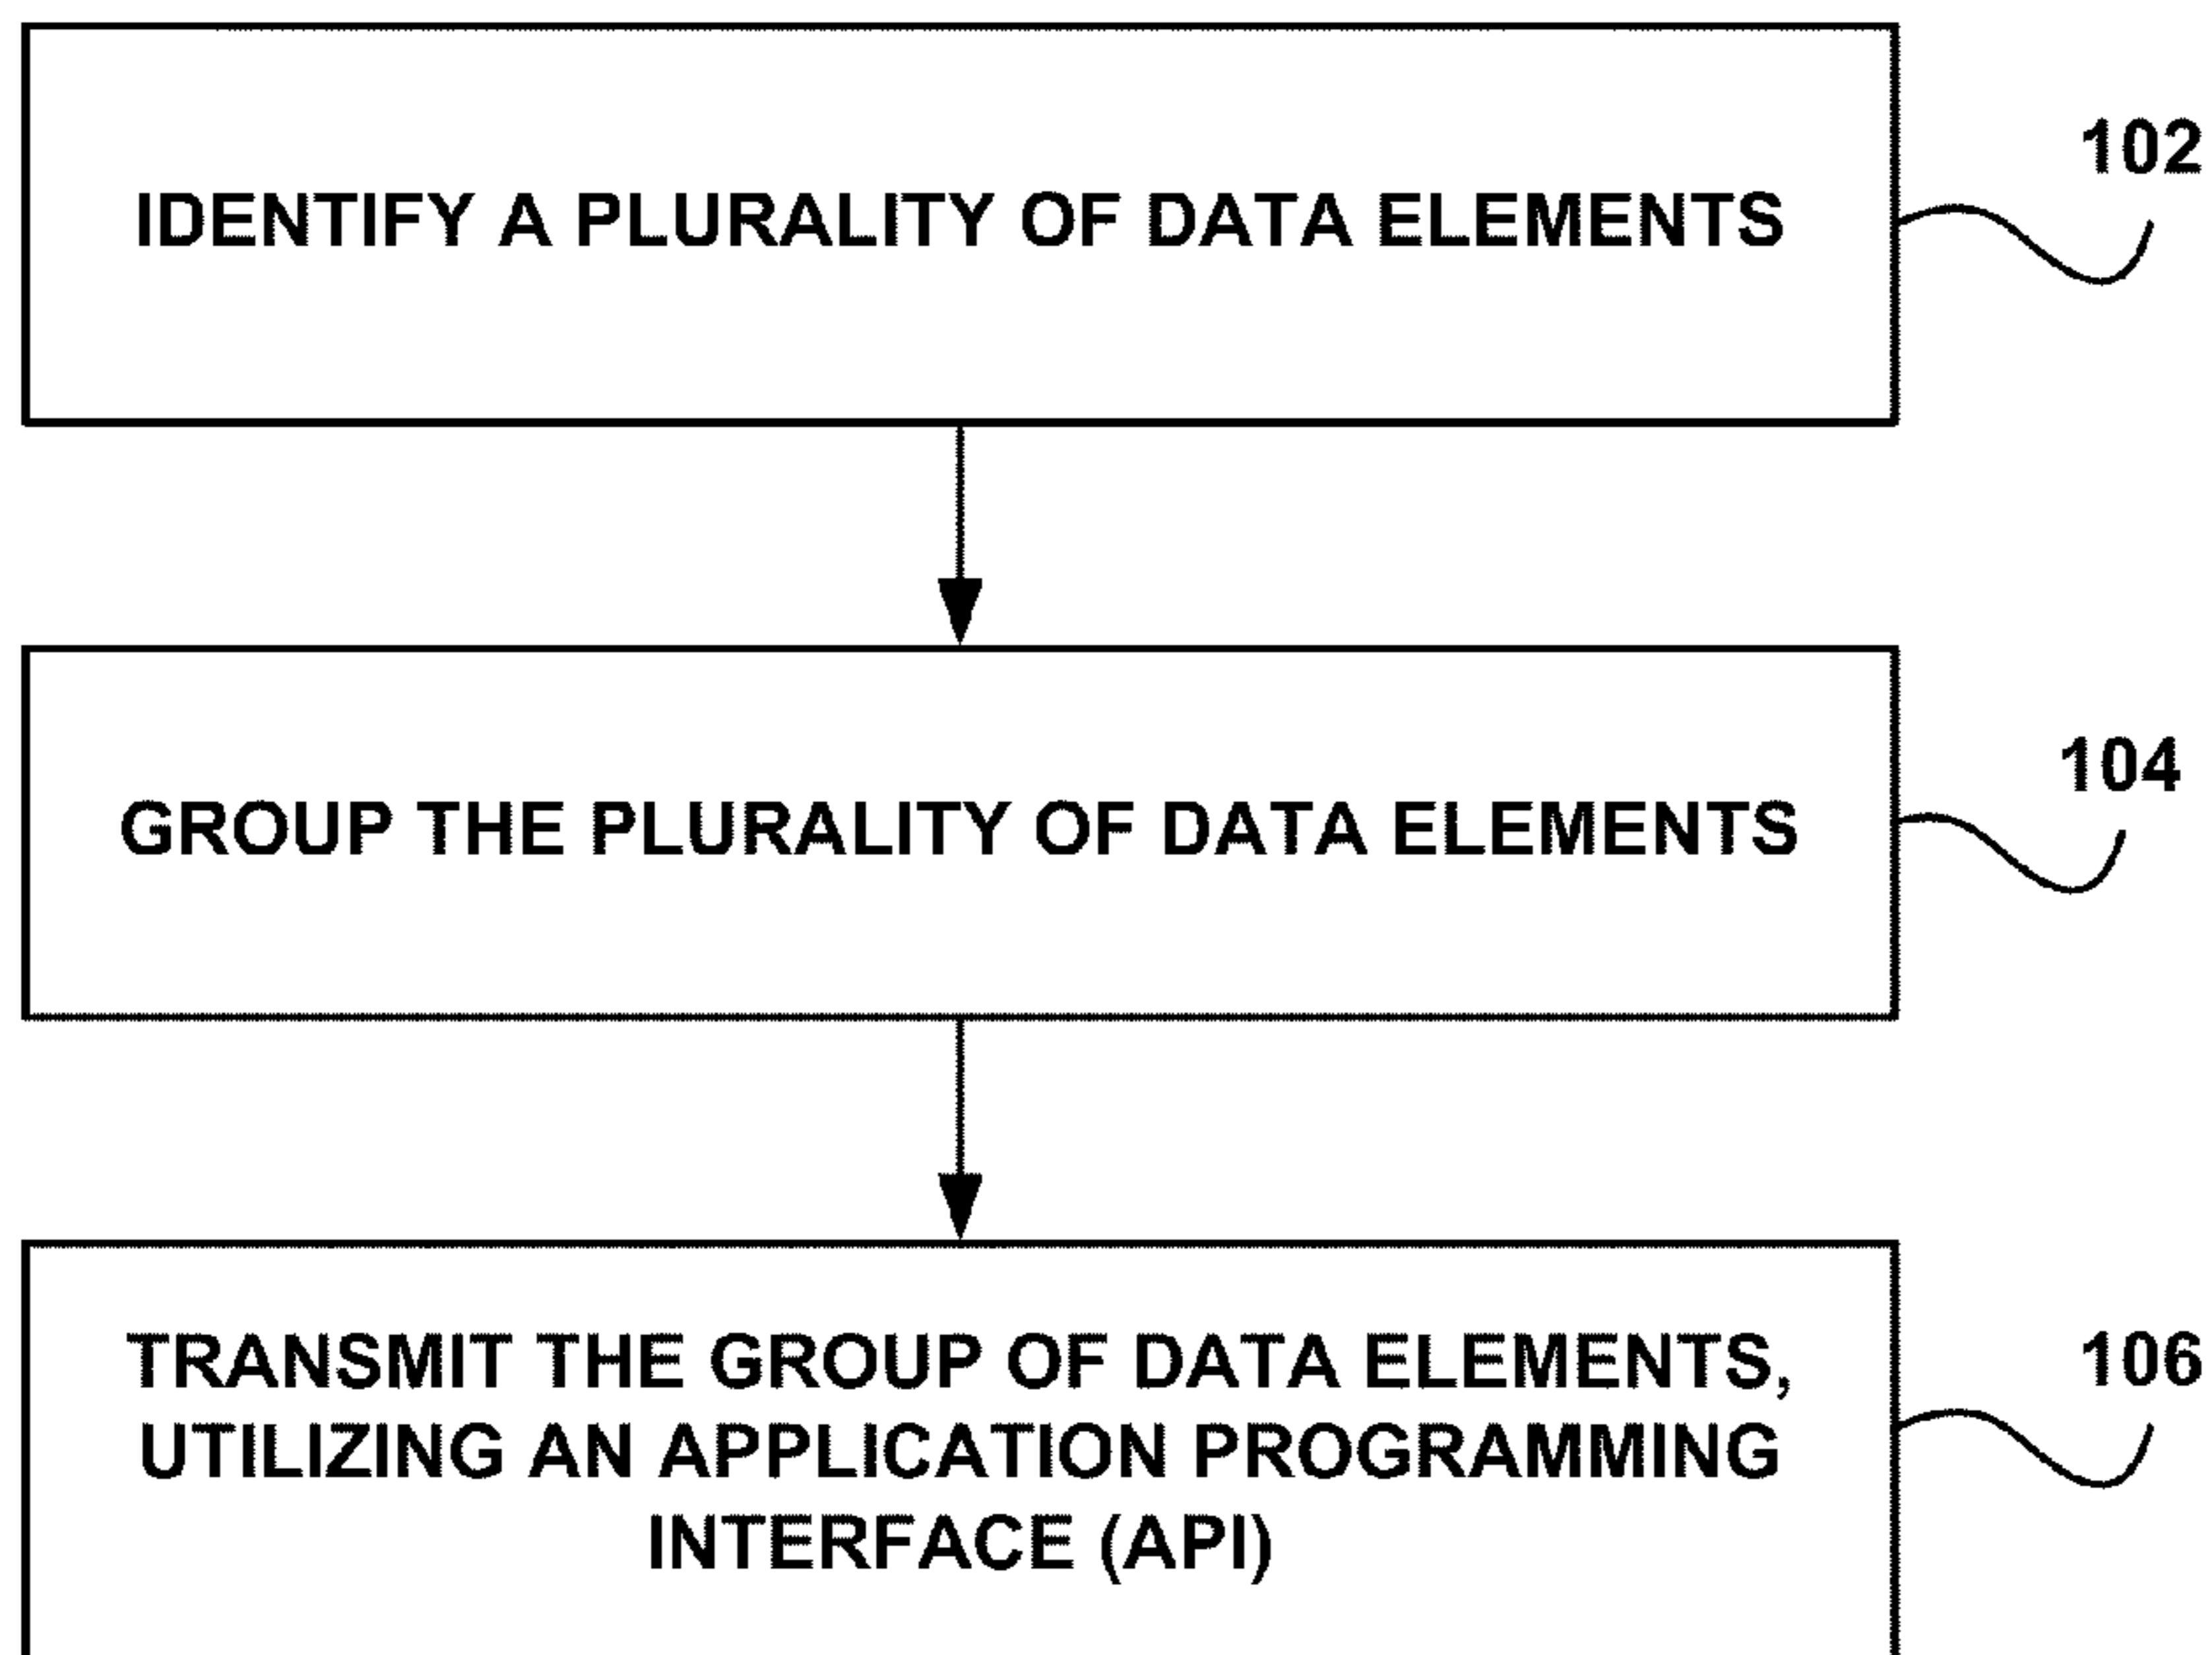 102
IDENTIFY A PLURALITY OF DATA ELEMENTS
104
GROUP THE PLURALITY OF DATA ELEMENTS
106
TRANSMIT THE GROUP OF DATA ELEMENTS,
UTILIZING AN APPLICATION PROGRAMMING
INTERFACE (API)